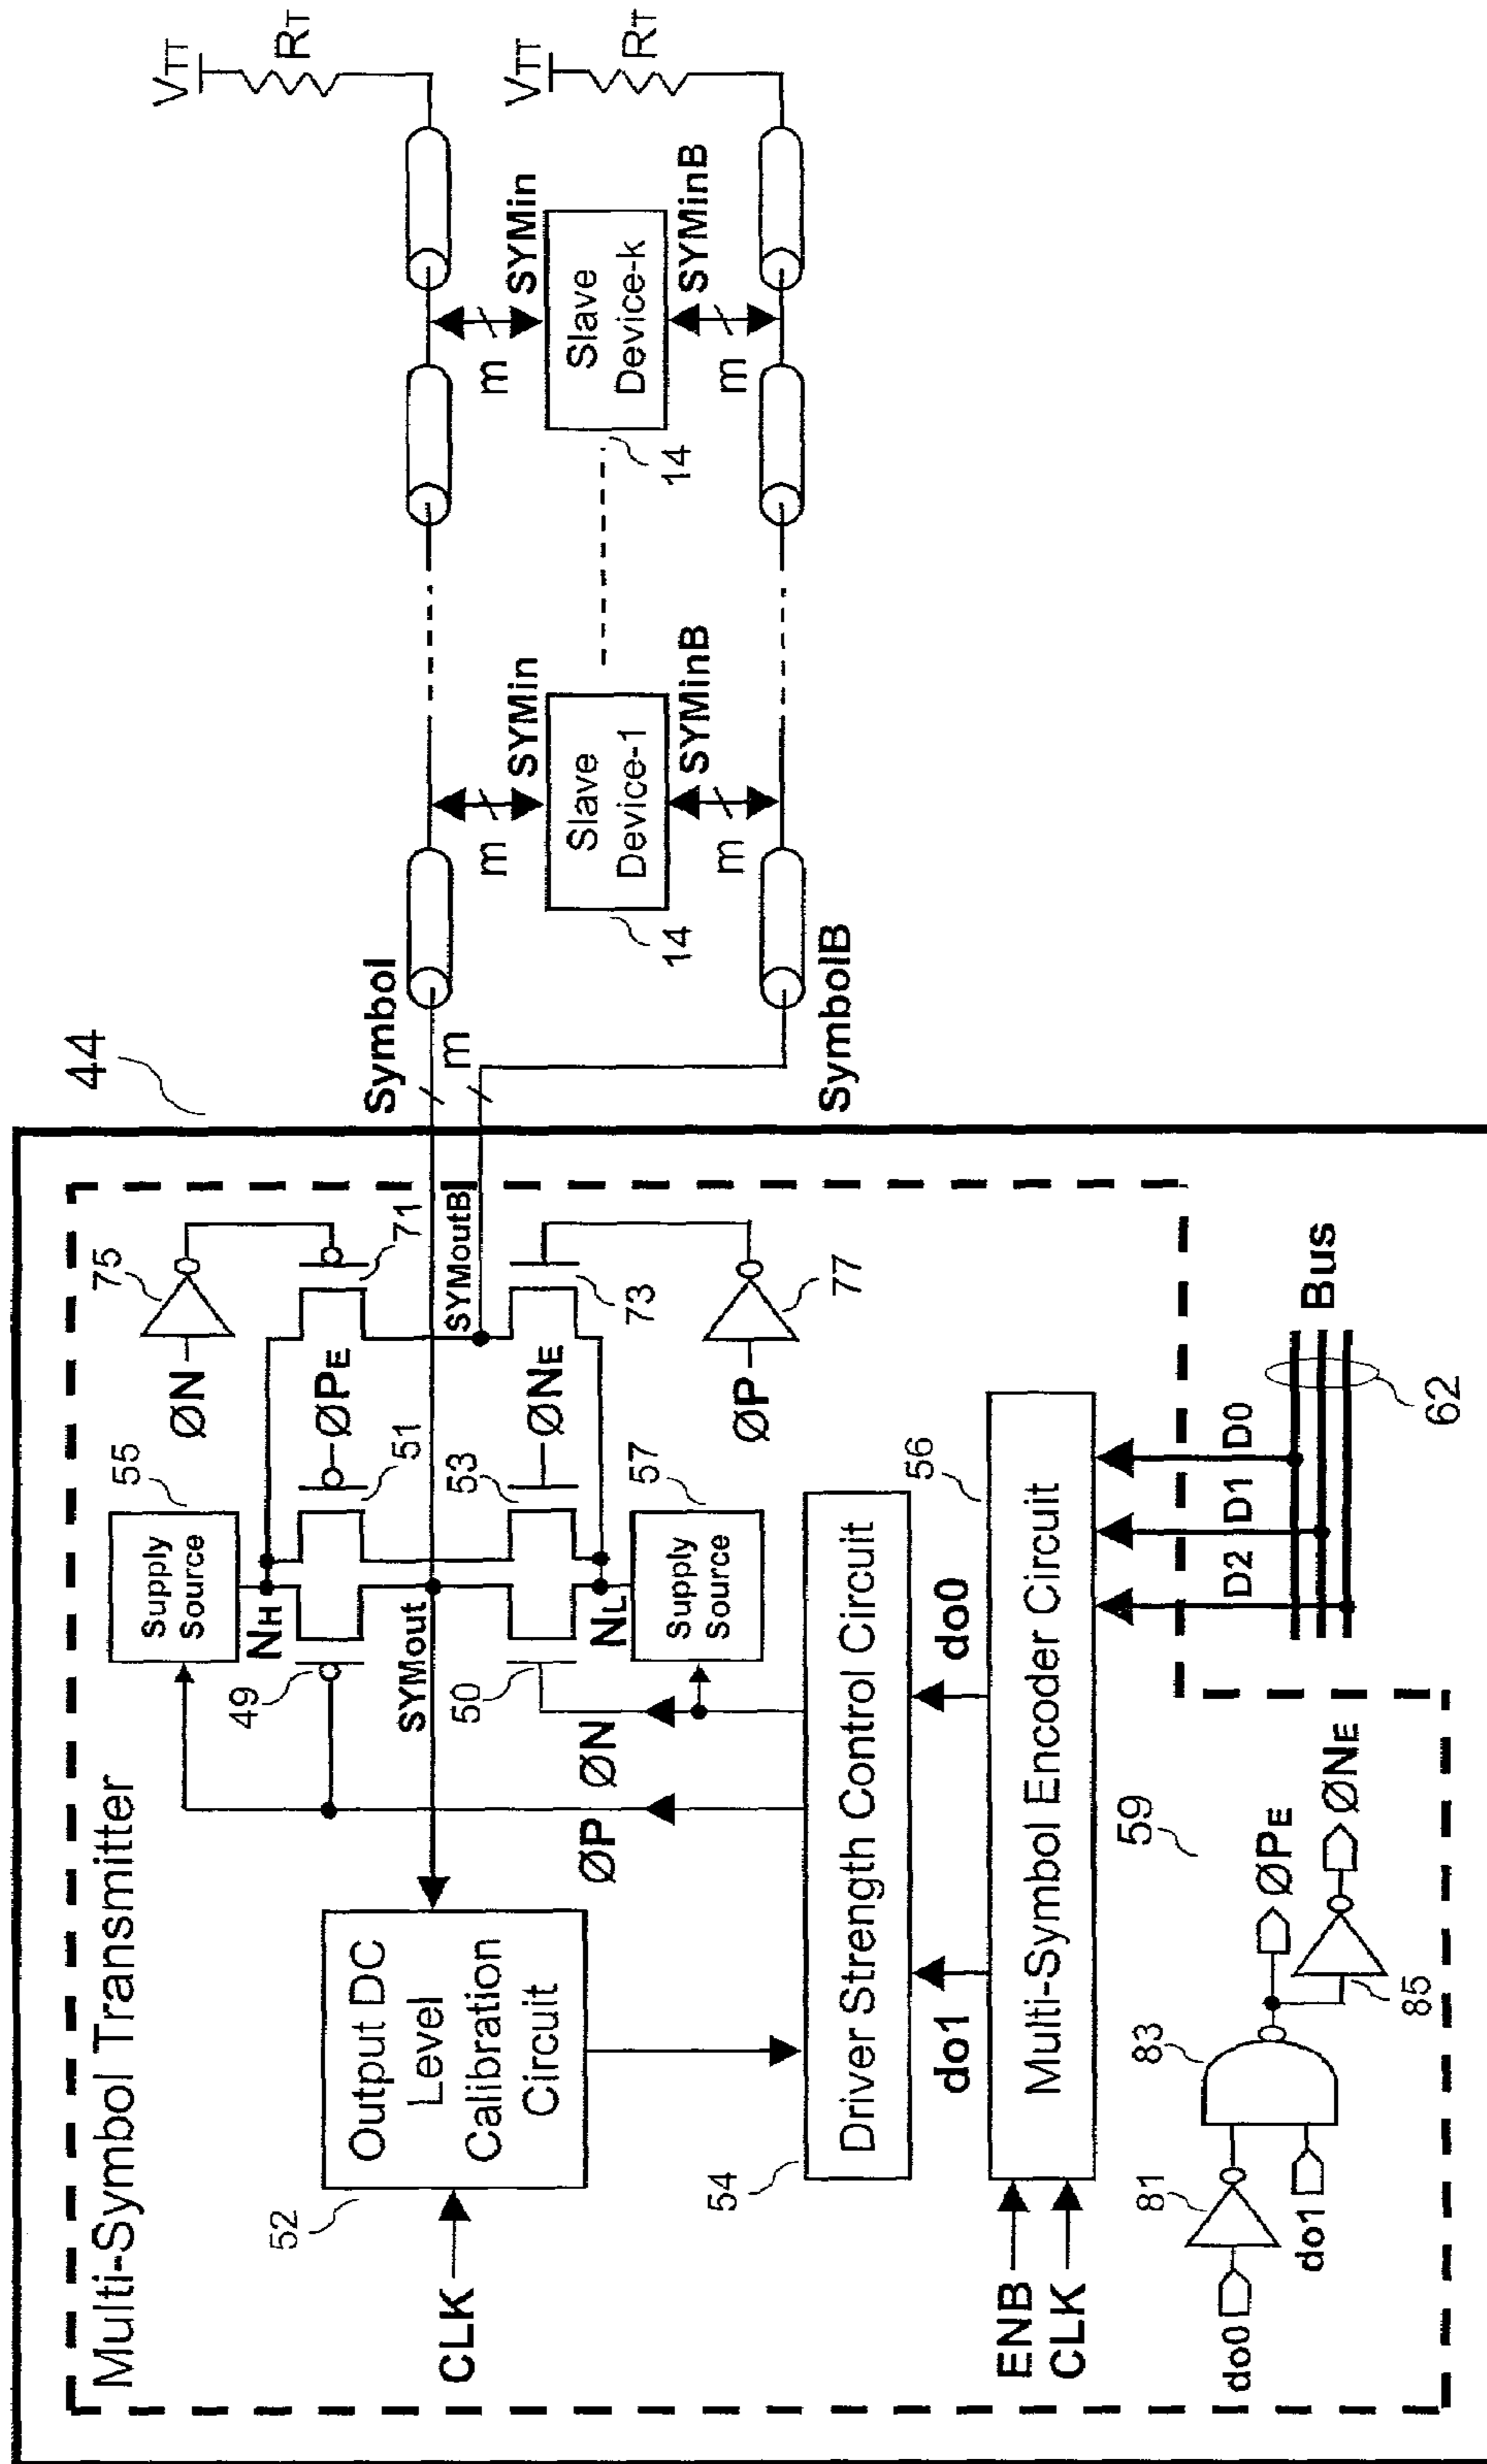 44
Multi-Symbol Transmitter
CLK
52
Output DC
Level
Calibration
Circuit
55
Supply
Source
ØN
75
NH
49
51
ØPE
71
SYMout
SYMoutB
50
53
ØNE
73
NL
57
Supply
Source
ØP
77
ØP
ØN
54
Driver Strength Control Circuit
do1
do0
ENB
CLK
56
Multi-Symbol Encoder Circuit
D2
D1
D0
Bus
62
59
do0
81
do1
83
85
ØPE
ØNE
Symbol
m
SymbolB
m
SYMin
Slave
Device-1
14
m
SYMinB
m
SYMin
Slave
Device-k
14
m
SYMinB
VTT
RT
VTT
RT